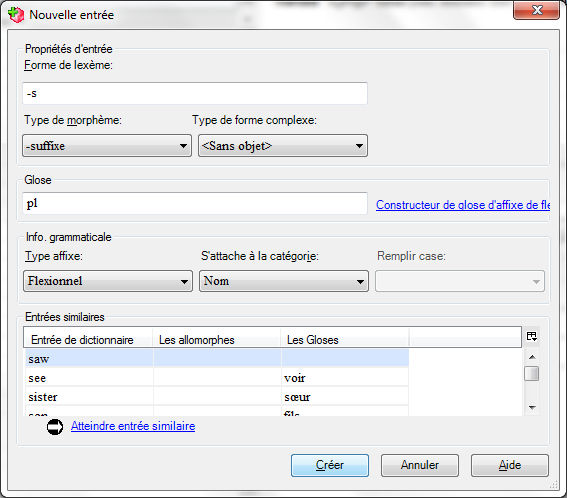 Nouvelle entrée
Propriétés d'entrée
Forme de lexème:
-s
Type de morphème: Type de forme complexe:
-suffixe <Sans objet>
Glose
pl Constructeur de glose d'affixe de fle
Info. grammaticale
Type affixe: S'attache à la catégorie: Remplir case:
Flexionnel Nom
Entrées similaires
Entrée de dictionnaire Les allomorphes Les Gloses
saw
see voir
sister sœur
son fils
Atteindre entrée similaire
Créer Annuler Aide